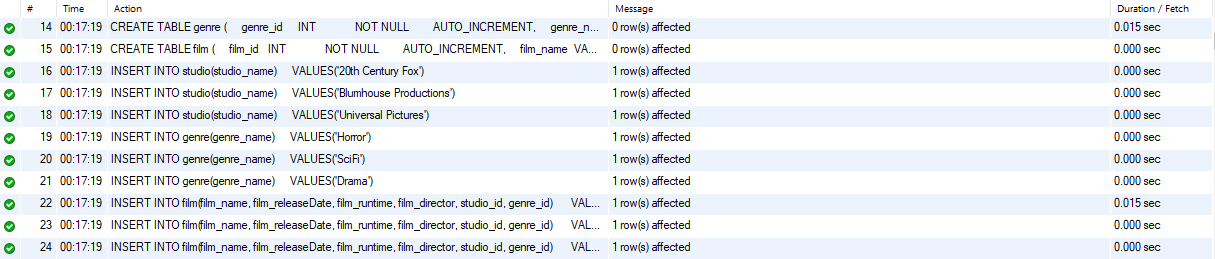 # Time Action Message Duration / Fetch
14 00:17:19 CREATE TABLE genre ( genre_id INT NOT NULL AUTO_INCREMENT, genre_n... 0 row(s) affected 0.015 sec
15 00:17:19 CREATE TABLE film ( film_id INT NOT NULL AUTO_INCREMENT, film_name VA... 0 row(s) affected 0.000 sec
16 00:17:19 INSERT INTO studio(studio_name) VALUES('20th Century Fox') 1 row(s) affected 0.000 sec
17 00:17:19 INSERT INTO studio(studio_name) VALUES('Blumhouse Productions') 1 row(s) affected 0.000 sec
18 00:17:19 INSERT INTO studio(studio_name) VALUES('Universal Pictures') 1 row(s) affected 0.000 sec
19 00:17:19 INSERT INTO genre(genre_name) VALUES('Horror') 1 row(s) affected 0.000 sec
20 00:17:19 INSERT INTO genre(genre_name) VALUES('SciFi') 1 row(s) affected 0.000 sec
21 00:17:19 INSERT INTO genre(genre_name) VALUES('Drama') 1 row(s) affected 0.000 sec
22 00:17:19 INSERT INTO film(film_name, film_releaseDate, film_runtime, film_director, studio_id, genre_id) VAL... 1 row(s) affected 0.015 sec
23 00:17:19 INSERT INTO film(film_name, film_releaseDate, film_runtime, film_director, studio_id, genre_id) VAL... 1 row(s) affected 0.000 sec
24 00:17:19 INSERT INTO film(film_name, film_releaseDate, film_runtime, film_director, studio_id, genre_id) VAL... 1 row(s) affected 0.000 sec